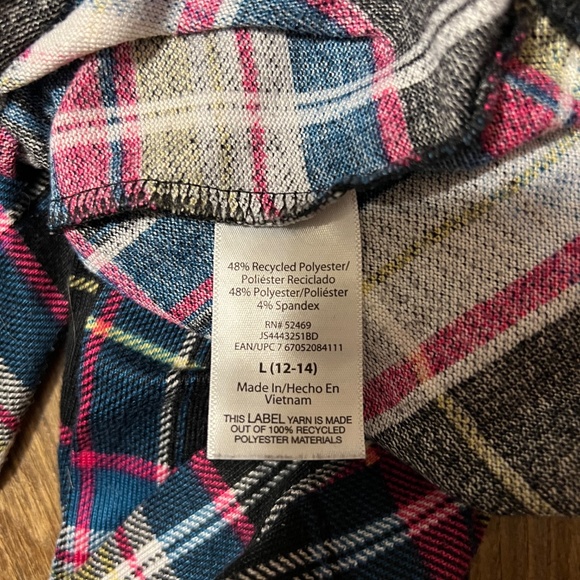 48% Recycled Polyester/
Poliéster Reciclado
48% Polyester/Poliéster
4% Spandex
RN# 52469
JS4443251BD
EAN/UPC 7 67052084111
L (12-14)
Made In/Hecho En
Vietnam
THIS LABEL YARN IS MADE
OUT OF 100% RECYCLED
POLYESTER MATERIALS